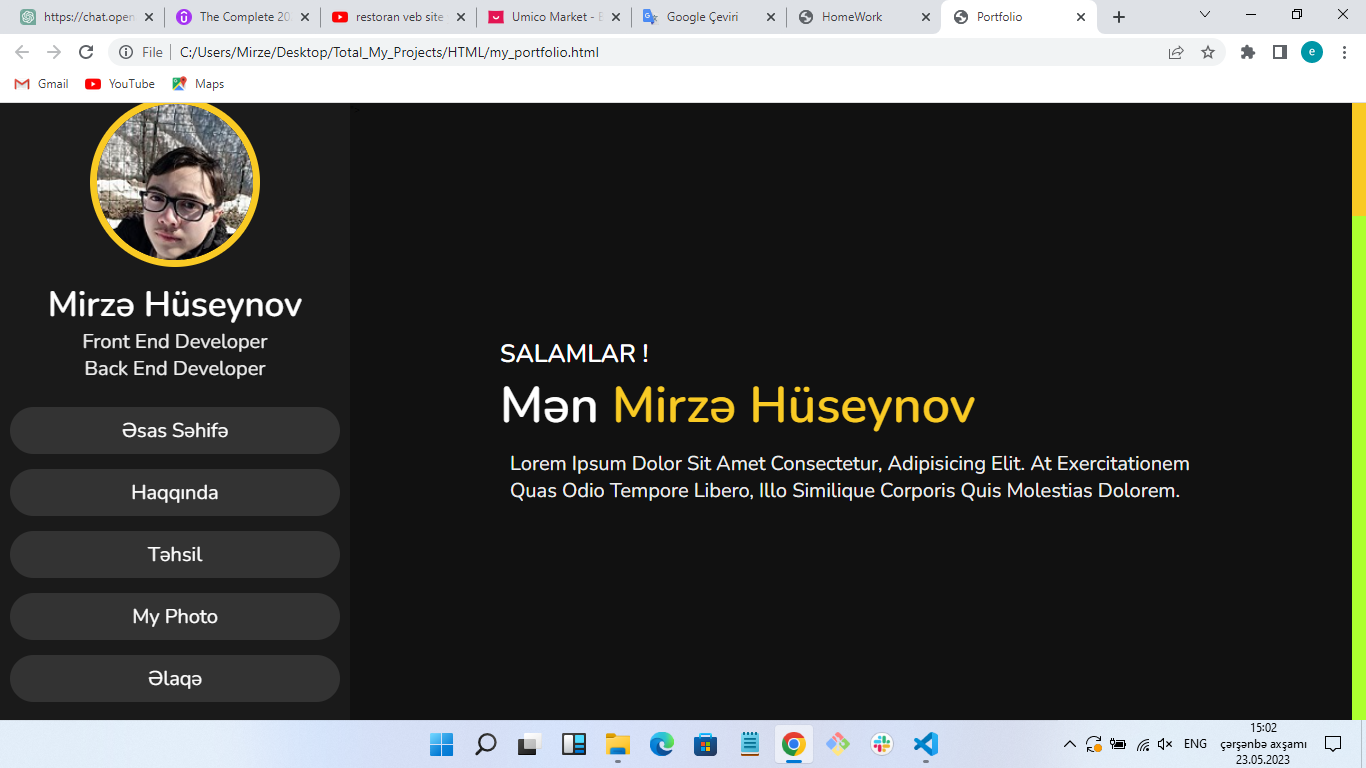 https://chat.open
The Complete 20
restoran veb site
Umico Market - E
Google Çeviri
HomeWork
Portfolio
File
C:/Users/Mirze/Desktop/Total_My_Projects/HTML/my_portfolio.html
e
Gmail
YouTube
Maps
Mirzə Hüseynov
Front End Developer
Back End Developer
Əsas Səhifə
Haqqında
Təhsil
My Photo
Əlaqə
SALAMLAR !
Mən Mirzə Hüseynov
Lorem Ipsum Dolor Sit Amet Consectetur, Adipisicing Elit. At Exercitationem
Quas Odio Tempore Libero, Illo Similique Corporis Quis Molestias Dolorem.
ENG
15:02
çərşənbə axşamı
23.05.2023